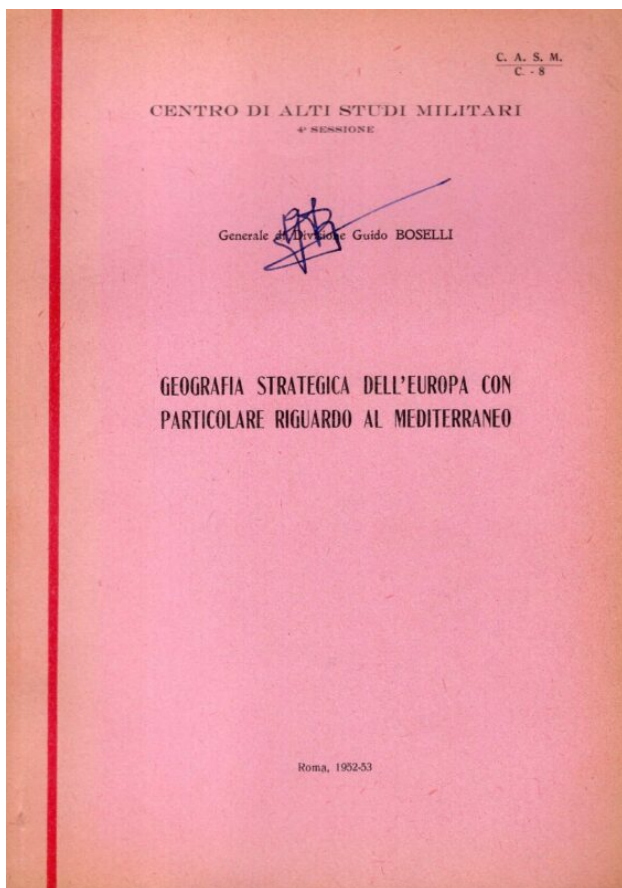 C. A. S. M.
C. - 8
CENTRO DI ALTI STUDI MILITARI
4ª SESSIONE
Generale di Divisione Guido BOSELLI
GEOGRAFIA STRATEGICA DELL'EUROPA CON
PARTICOLARE RIGUARDO AL MEDITERRANEO
Roma, 1952-53